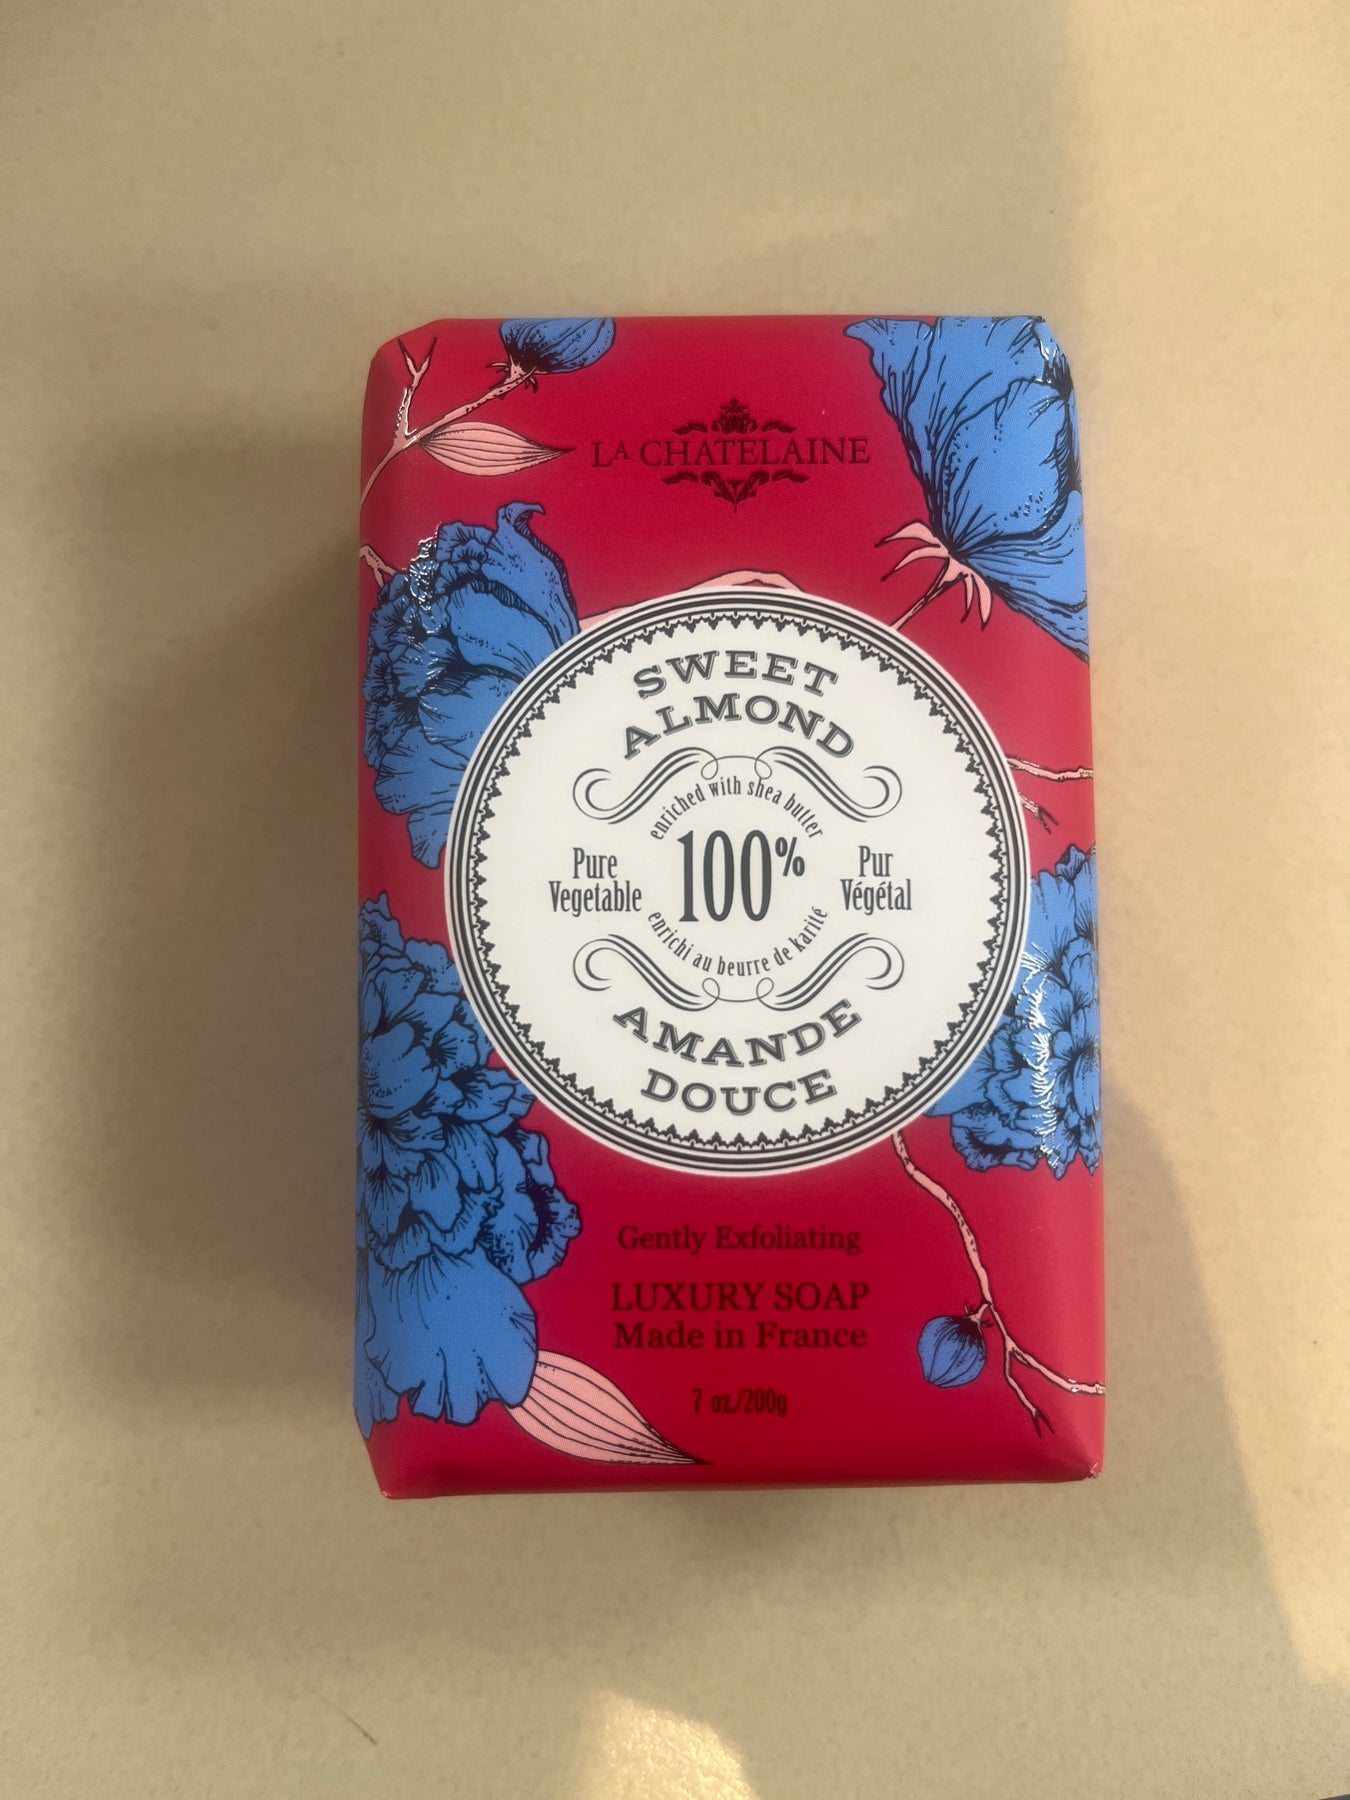 LA CHATELAINE
SWEET
ALMOND
enriched with shea butter
Pure
Vegetable
100%
Pur
Végétal
enrichi au beurre de karité
AMANDE
DOUCE
Gently Exfoliating
LUXURY SOAP
Made in France
7 oz./200g